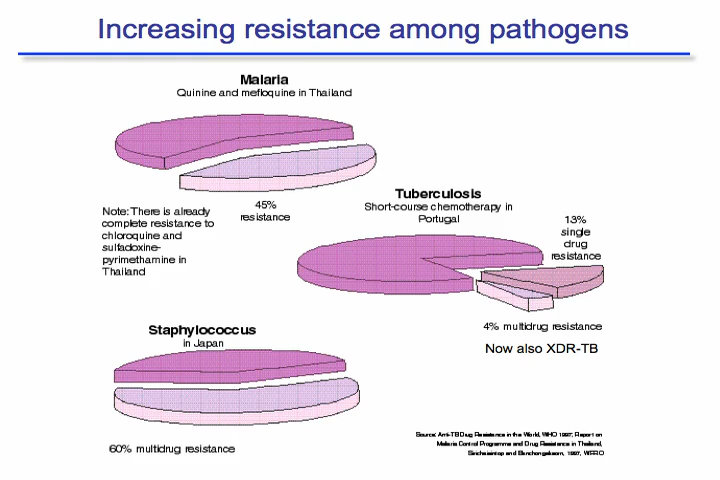 Increasing resistance among pathogens
Malaria
Quinine and mefloquine in Thailand
45%
resistance
Note: There is already
complete resistance to
chloroquine and
sulfadoxine-
pyrimethamine in
Thailand
Tuberculosis
Short-course chemotherapy in
Portugal
13%
single
drug
resistance
4% multidrug resistance
Now also XDR-TB
Staphylococcus
in Japan
60% multidrug resistance
Source: Anti-TB Drug Resistance in the World, WHO 1997; Report on
Malaria Control Programme and Drug Resistance in Thailand,
and 1997,